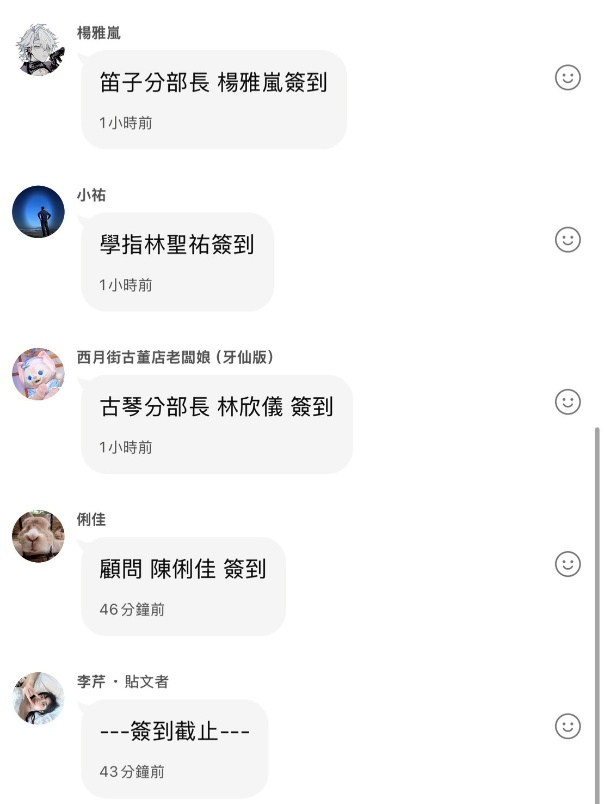 楊雅嵐
笛子分部長 楊雅嵐簽到
1小時前
小祐
學指林聖祐簽到
1小時前
西月街古董店老闆娘（牙仙版）
古琴分部長 林欣儀 簽到
1小時前
俐佳
顧問 陳俐佳 簽到
46分鐘前
李芹・貼文者
---簽到截止---
43分鐘前